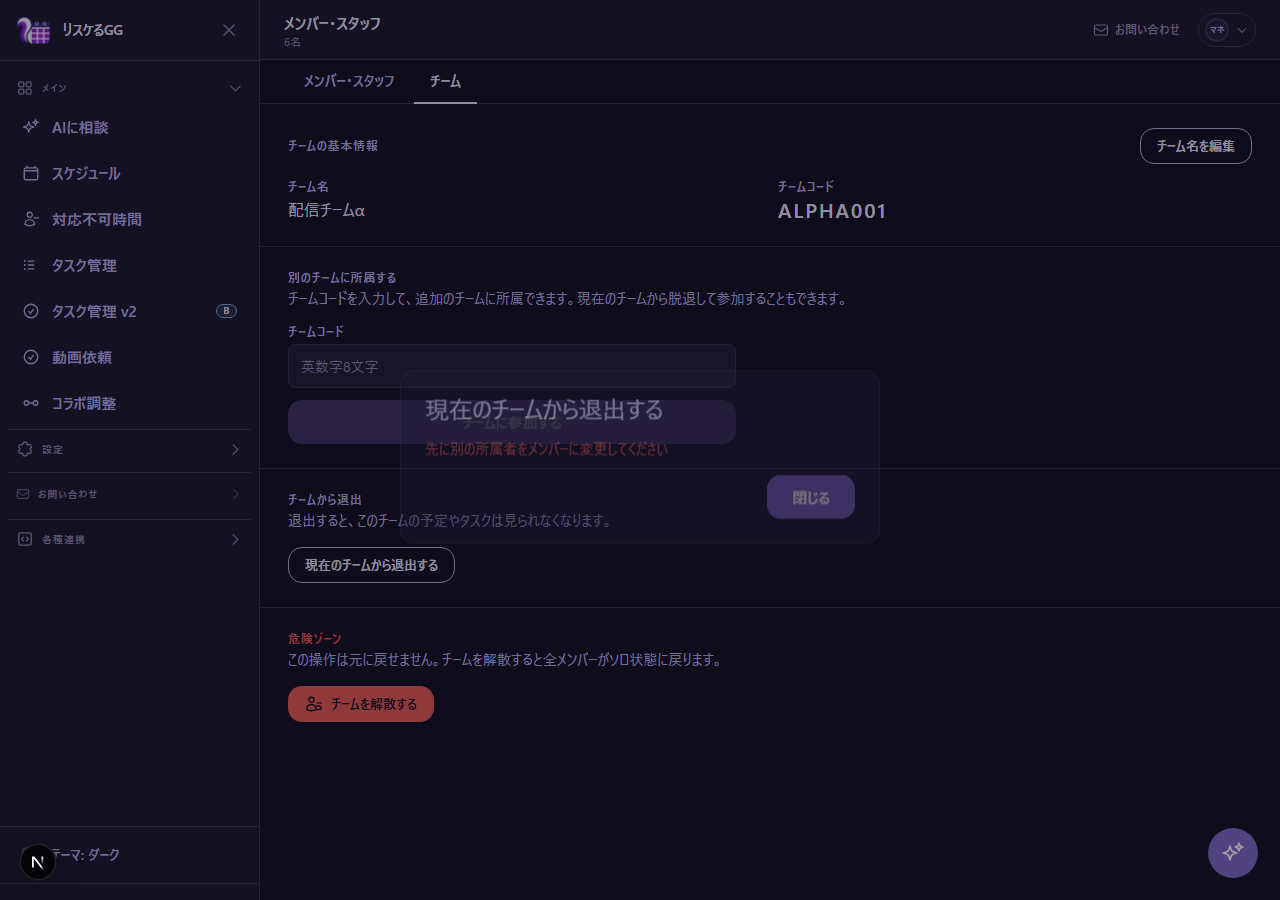 リスケるGG
メイン
AIに相談
スケジュール
対応不可時間
タスク管理
タスク管理 v2
B
動画依頼
コラボ調整
設定
お問い合わせ
各種連携
テーマ: ダーク
N
メンバー・スタッフ
6名
お問い合わせ
マネ
メンバー・スタッフ
チーム
チームの基本情報
チーム名を編集
チーム名
配信チームα
チームコード
ALPHA001
別のチームに所属する
チームコードを入力して、追加のチームに所属できます。現在のチームから脱退して参加することもできます。
チームコード
英数字8文字
チームに参加する
現在のチームから退出する
先に別の所属者をメンバーに変更してください
閉じる
チームから退出
退出すると、このチームの予定やタスクは見られなくなります。
現在のチームから退出する
危険ゾーン
この操作は元に戻せません。チームを解散すると全メンバーがソロ状態に戻ります。
チームを解散する